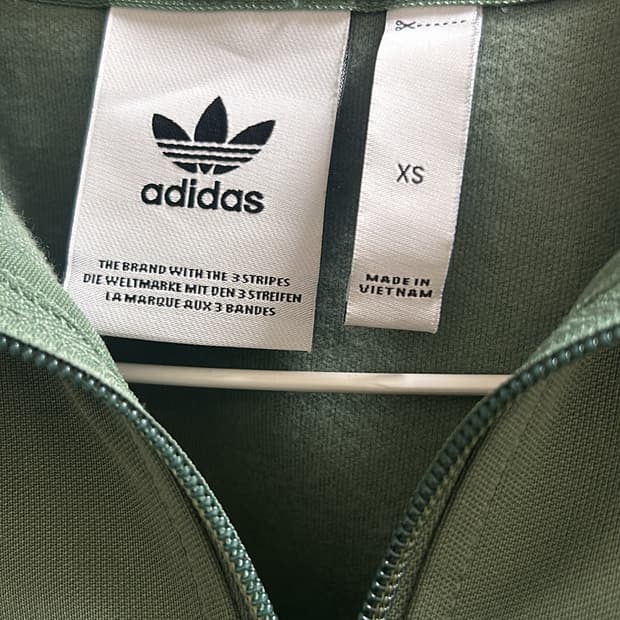 adidas
THE BRAND WITH THE 3 STRIPES
DIE WELTMARKE MIT DEN 3 STREIFEN
LA MARQUE AUX 3 BANDES
XS
MADE IN
VIETNAM